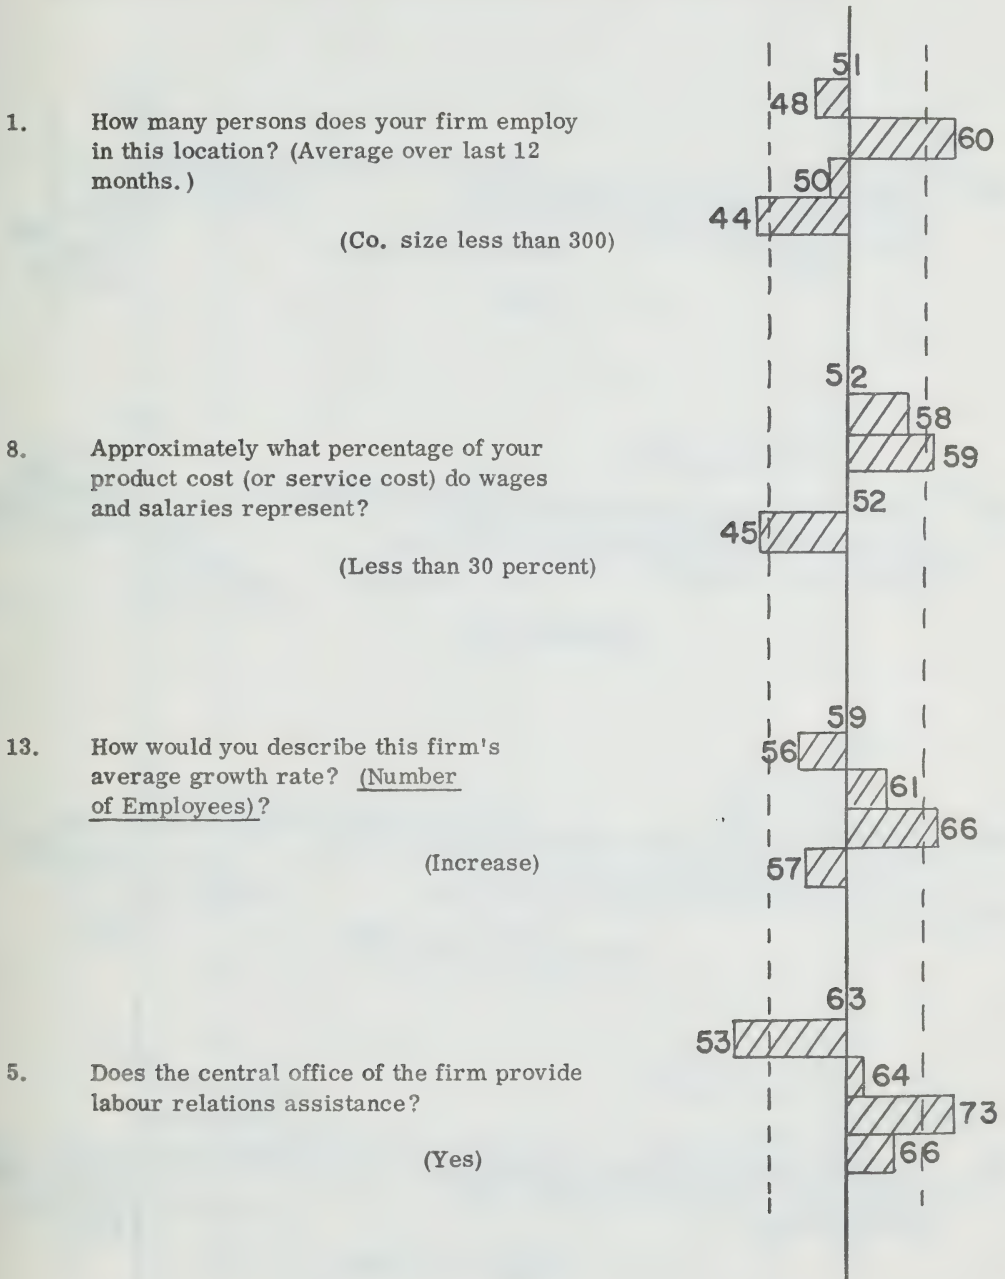 51
48
1. How many persons does your firm employ
60
in this location? (Average over last 12
months.)
50
44
(Co. size less than 300)
52
58
8. Approximately what percentage of your
59
product cost (or service cost) do wages
and salaries represent?
52
45
(Less than 30 percent)
59
13. How would you describe this firm's
56
average growth rate? (Number
61
of Employees)?
66
(Increase)
57
63
53
5. Does the central office of the firm provide
64
labour relations assistance?
73
(Yes)
66